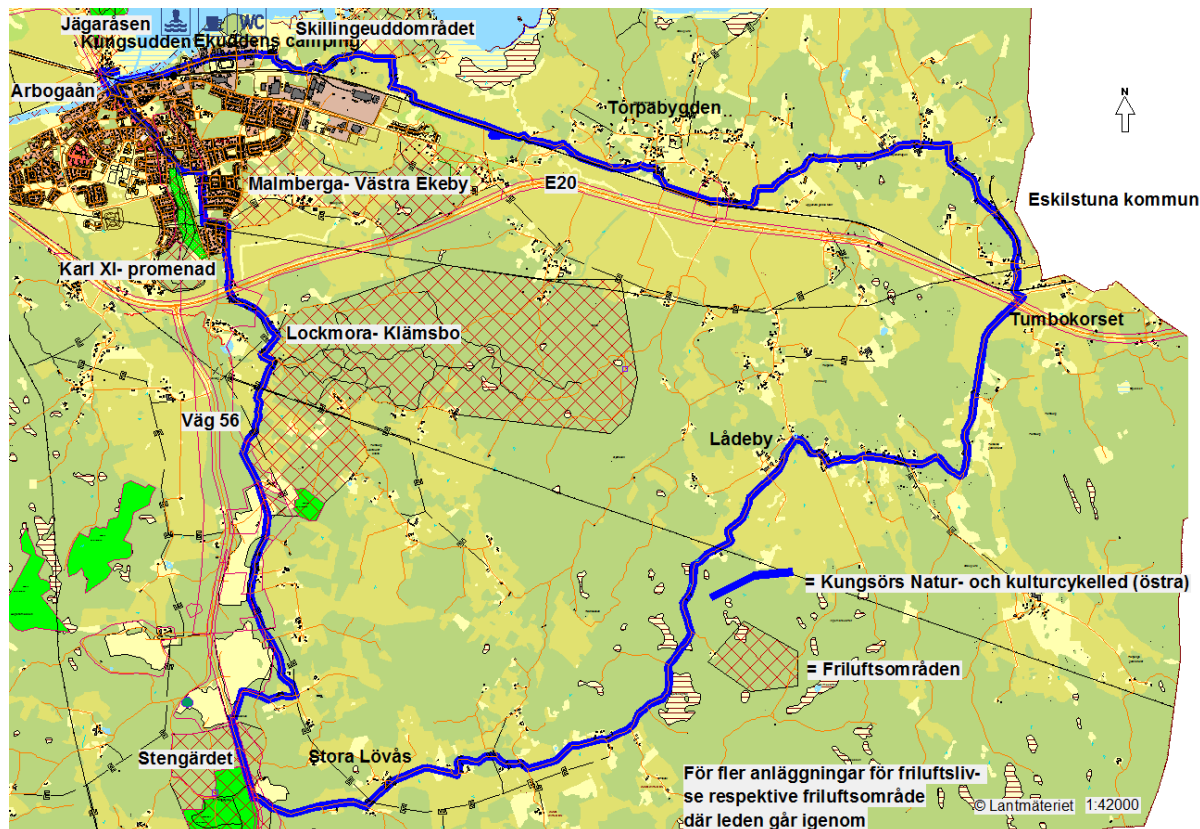 Jägaråsen
WC
Skillingeuddområdet
Kungsudden Ekuddens camping
Arbogaån
Torpabygden
N
Malmberga- Västra Ekeby
E20
Eskilstuna kommun
Karl XI- promenad
Lockmora- Klämsbo
Tumbokorset
Väg 56
Lådeby
= Kungsörs Natur- och kulturcykelled (östra)
= Friluftsområden
Stengärdet
Stora Lövås
För fler anläggningar för friluftsliv-
se respektive friluftsområde
där leden går igenom
© Lantmäteriet 1:42000